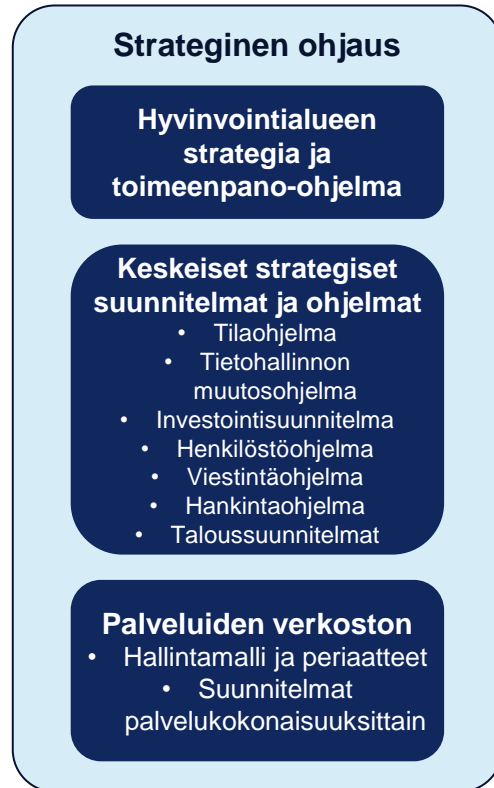 Strateginen ohjaus
Hyvinvointialueen
strategia ja
toimeenpano-ohjelma
Keskeiset strategiset
suunnitelmat ja ohjelmat
• Tilaohjelma
• Tietohallinnon
muutosohjelma
• Investointisuunnitelma
• Henkilöstöohjelma
• Viestintäohjelma
• Hankintaohjelma
• Taloussuunnitelmat
Palveluiden verkoston
• Hallintamalli ja periaatteet
• Suunnitelmat
palvelukokonaisuuksittain